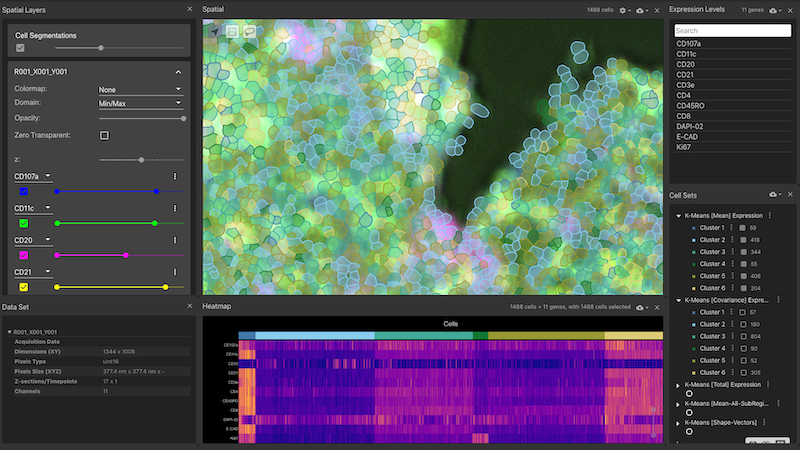 Spatial Layers
Cell Segmentations
R001_X001_Y001
Colormap: None
Domain: Min/Max
Opacity:
Zero Transparent:
z:
CD107a
CD11c
CD20
CD21
Data Set
R001_X001_Y001
Acquisition Date
Dimensions (XY) 1344 x 1008
Pixels Type uint16
Pixels Size (XYZ) 377.4 nm x 377.4 nm x -
Z-sections/Timepoints 17 x 1
Channels 11
Spatial 1488 cells
Heatmap 1488 cells × 11 genes, with 1488 cells selected
Cells
CD107a
CD11c
CD20
CD21
CD3e
CD4
CD45RO
CD8
DAPI-02
E-CAD
Ki67
Expression Levels 11 genes
Search
CD107a
CD11c
CD20
CD21
CD3e
CD4
CD45RO
CD8
DAPI-02
E-CAD
Ki67
Cell Sets
K-Means [Mean] Expression
Cluster 1 59
Cluster 2 418
Cluster 3 344
Cluster 4 55
Cluster 5 408
Cluster 6 204
K-Means [Covariance] Expre...
Cluster 1 57
Cluster 2 180
Cluster 3 804
Cluster 4 90
Cluster 5 52
Cluster 6 305
K-Means [Total] Expression
K-Means [Mean-All-SubRegi...
K-Means [Shape-Vectors]